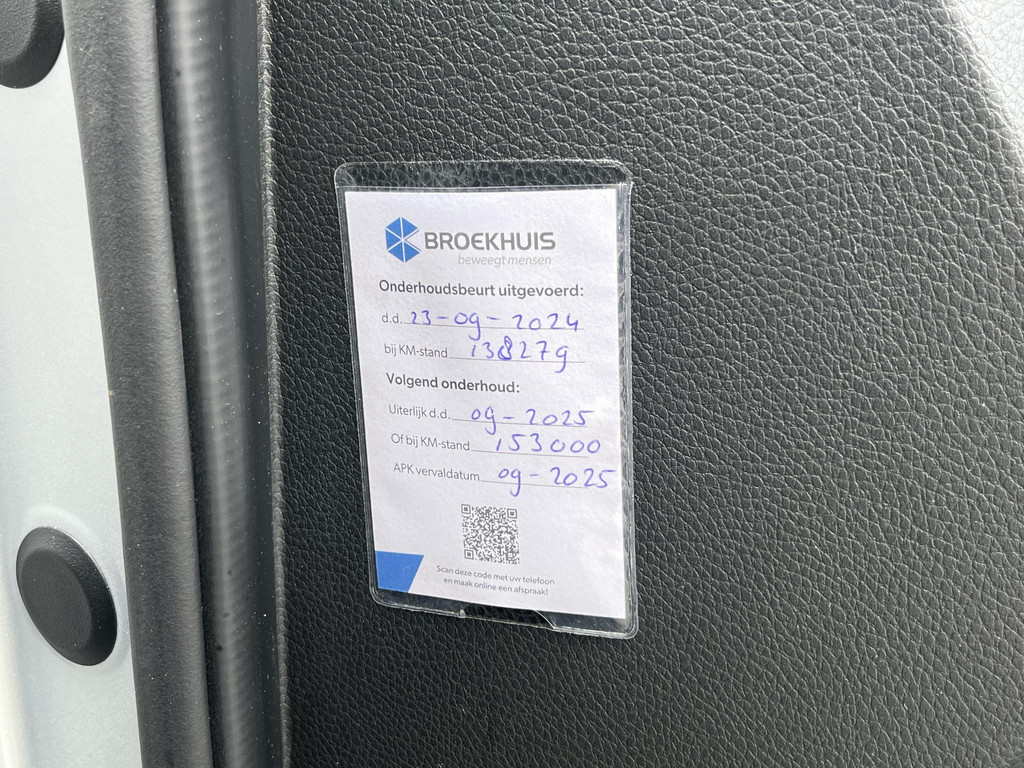 BROEKHUIS
beweegt mensen
Onderhoudsbeurt uitgevoerd:
d.d. 23-09-2024
bij KM-stand 138279
Volgend onderhoud:
Uiterlijk d.d. 09-2025
Of bij KM-stand 153000
APK vervaldatum 09-2025
Scan deze code met uw telefoon
en maak online een afspraak!